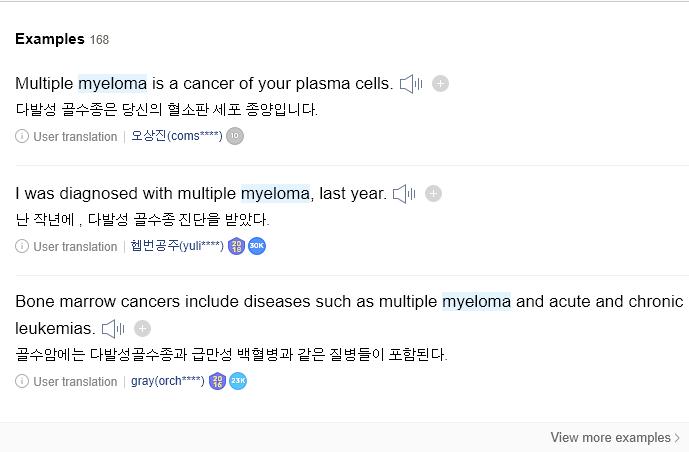 Examples 168
Multiple myeloma is a cancer of your plasma cells.
다발성 골수종은 당신의 혈소판 세포 종양입니다.
User translation | 오상진(coms****) 10
I was diagnosed with multiple myeloma, last year.
난 작년에 , 다발성 골수종 진단을 받았다.
User translation | 헵번공주(yuli****) 2018 30K
Bone marrow cancers include diseases such as multiple myeloma and acute and chronic
leukemias.
골수암에는 다발성골수종과 급만성 백혈병과 같은 질병들이 포함된다.
User translation | gray(orch****) 2016 23K
View more examples